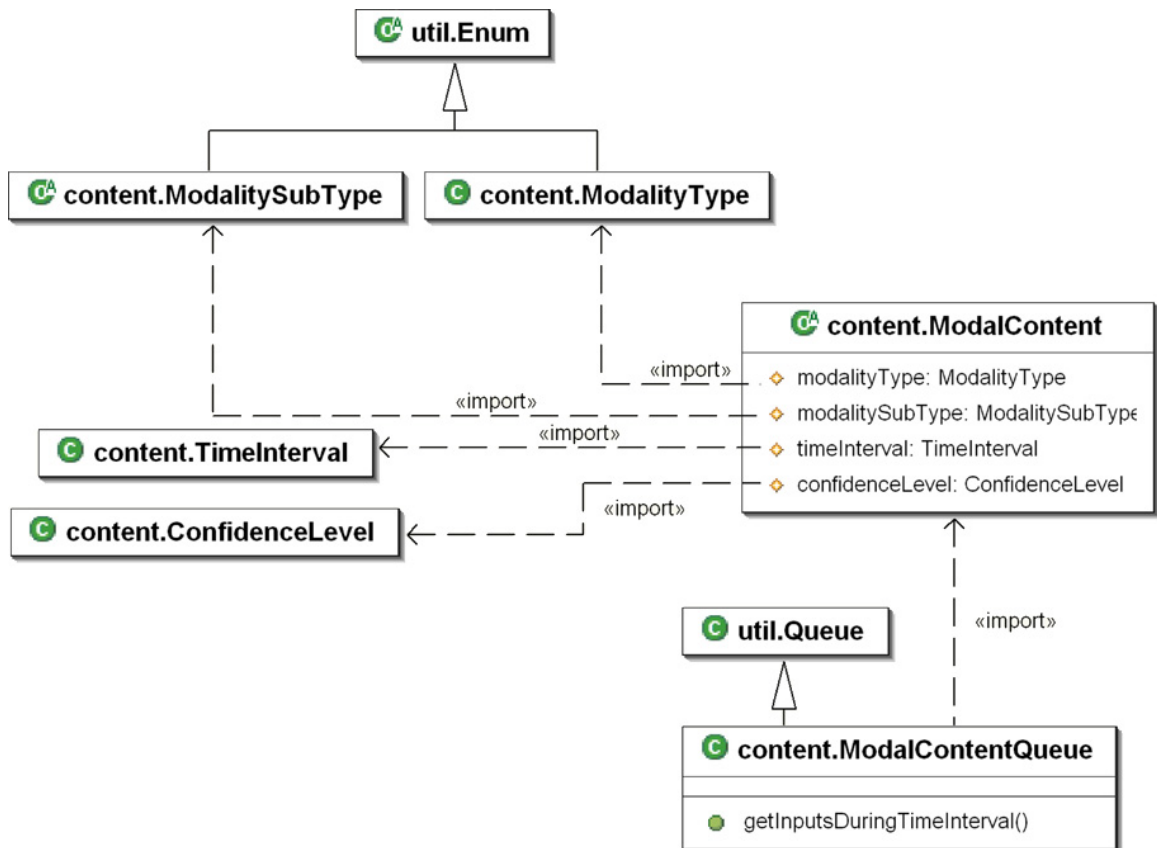 util.Enum
content.ModalitySubType
content.ModalityType
content.ModalContent
«import»
modalityType: ModalityType
«import»
modalitySubType: ModalitySubType
content.TimeInterval
«import»
timeInterval: TimeInterval
confidenceLevel: ConfidenceLevel
«import»
content.ConfidenceLevel
util.Queue
«import»
content.ModalContentQueue
getInputsDuringTimeInterval()